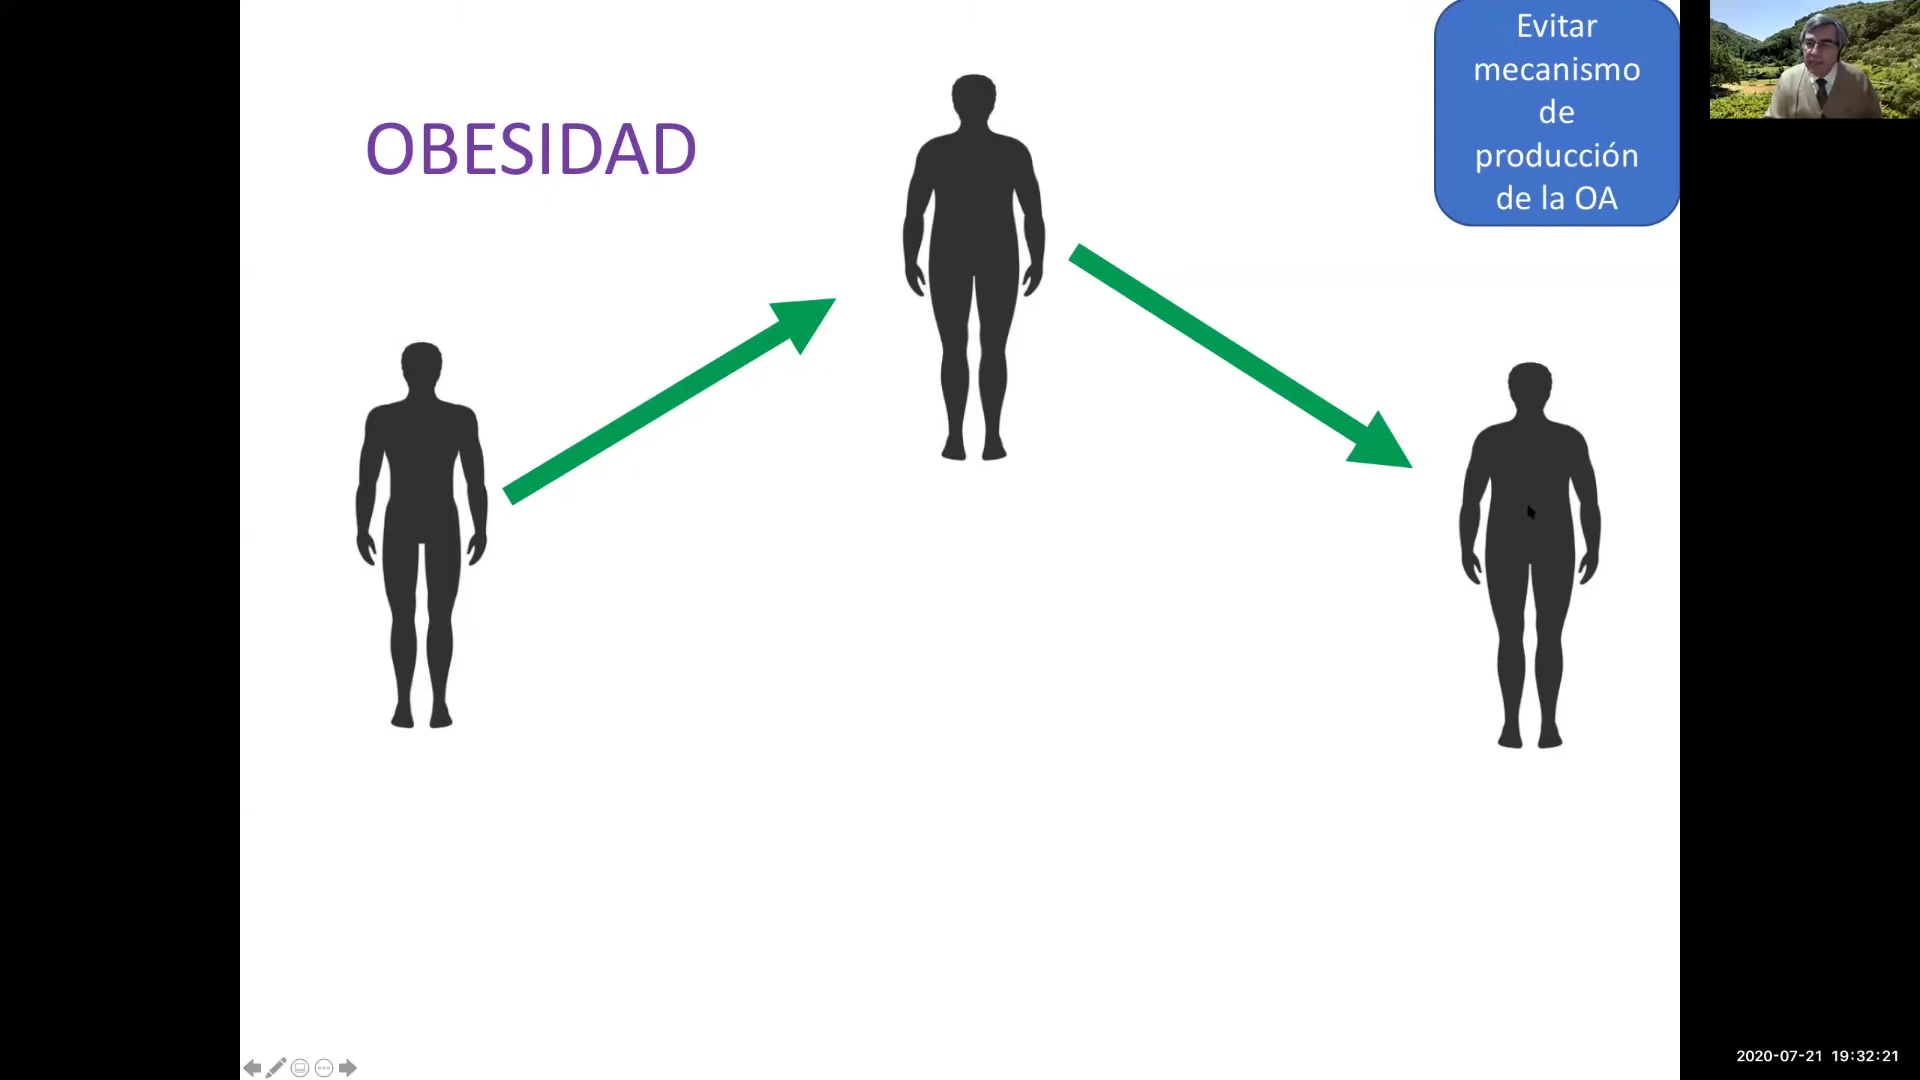 OBESIDAD
Evitar
mecanismo
de
producción
de la OA
2020-07-21 19:32:21